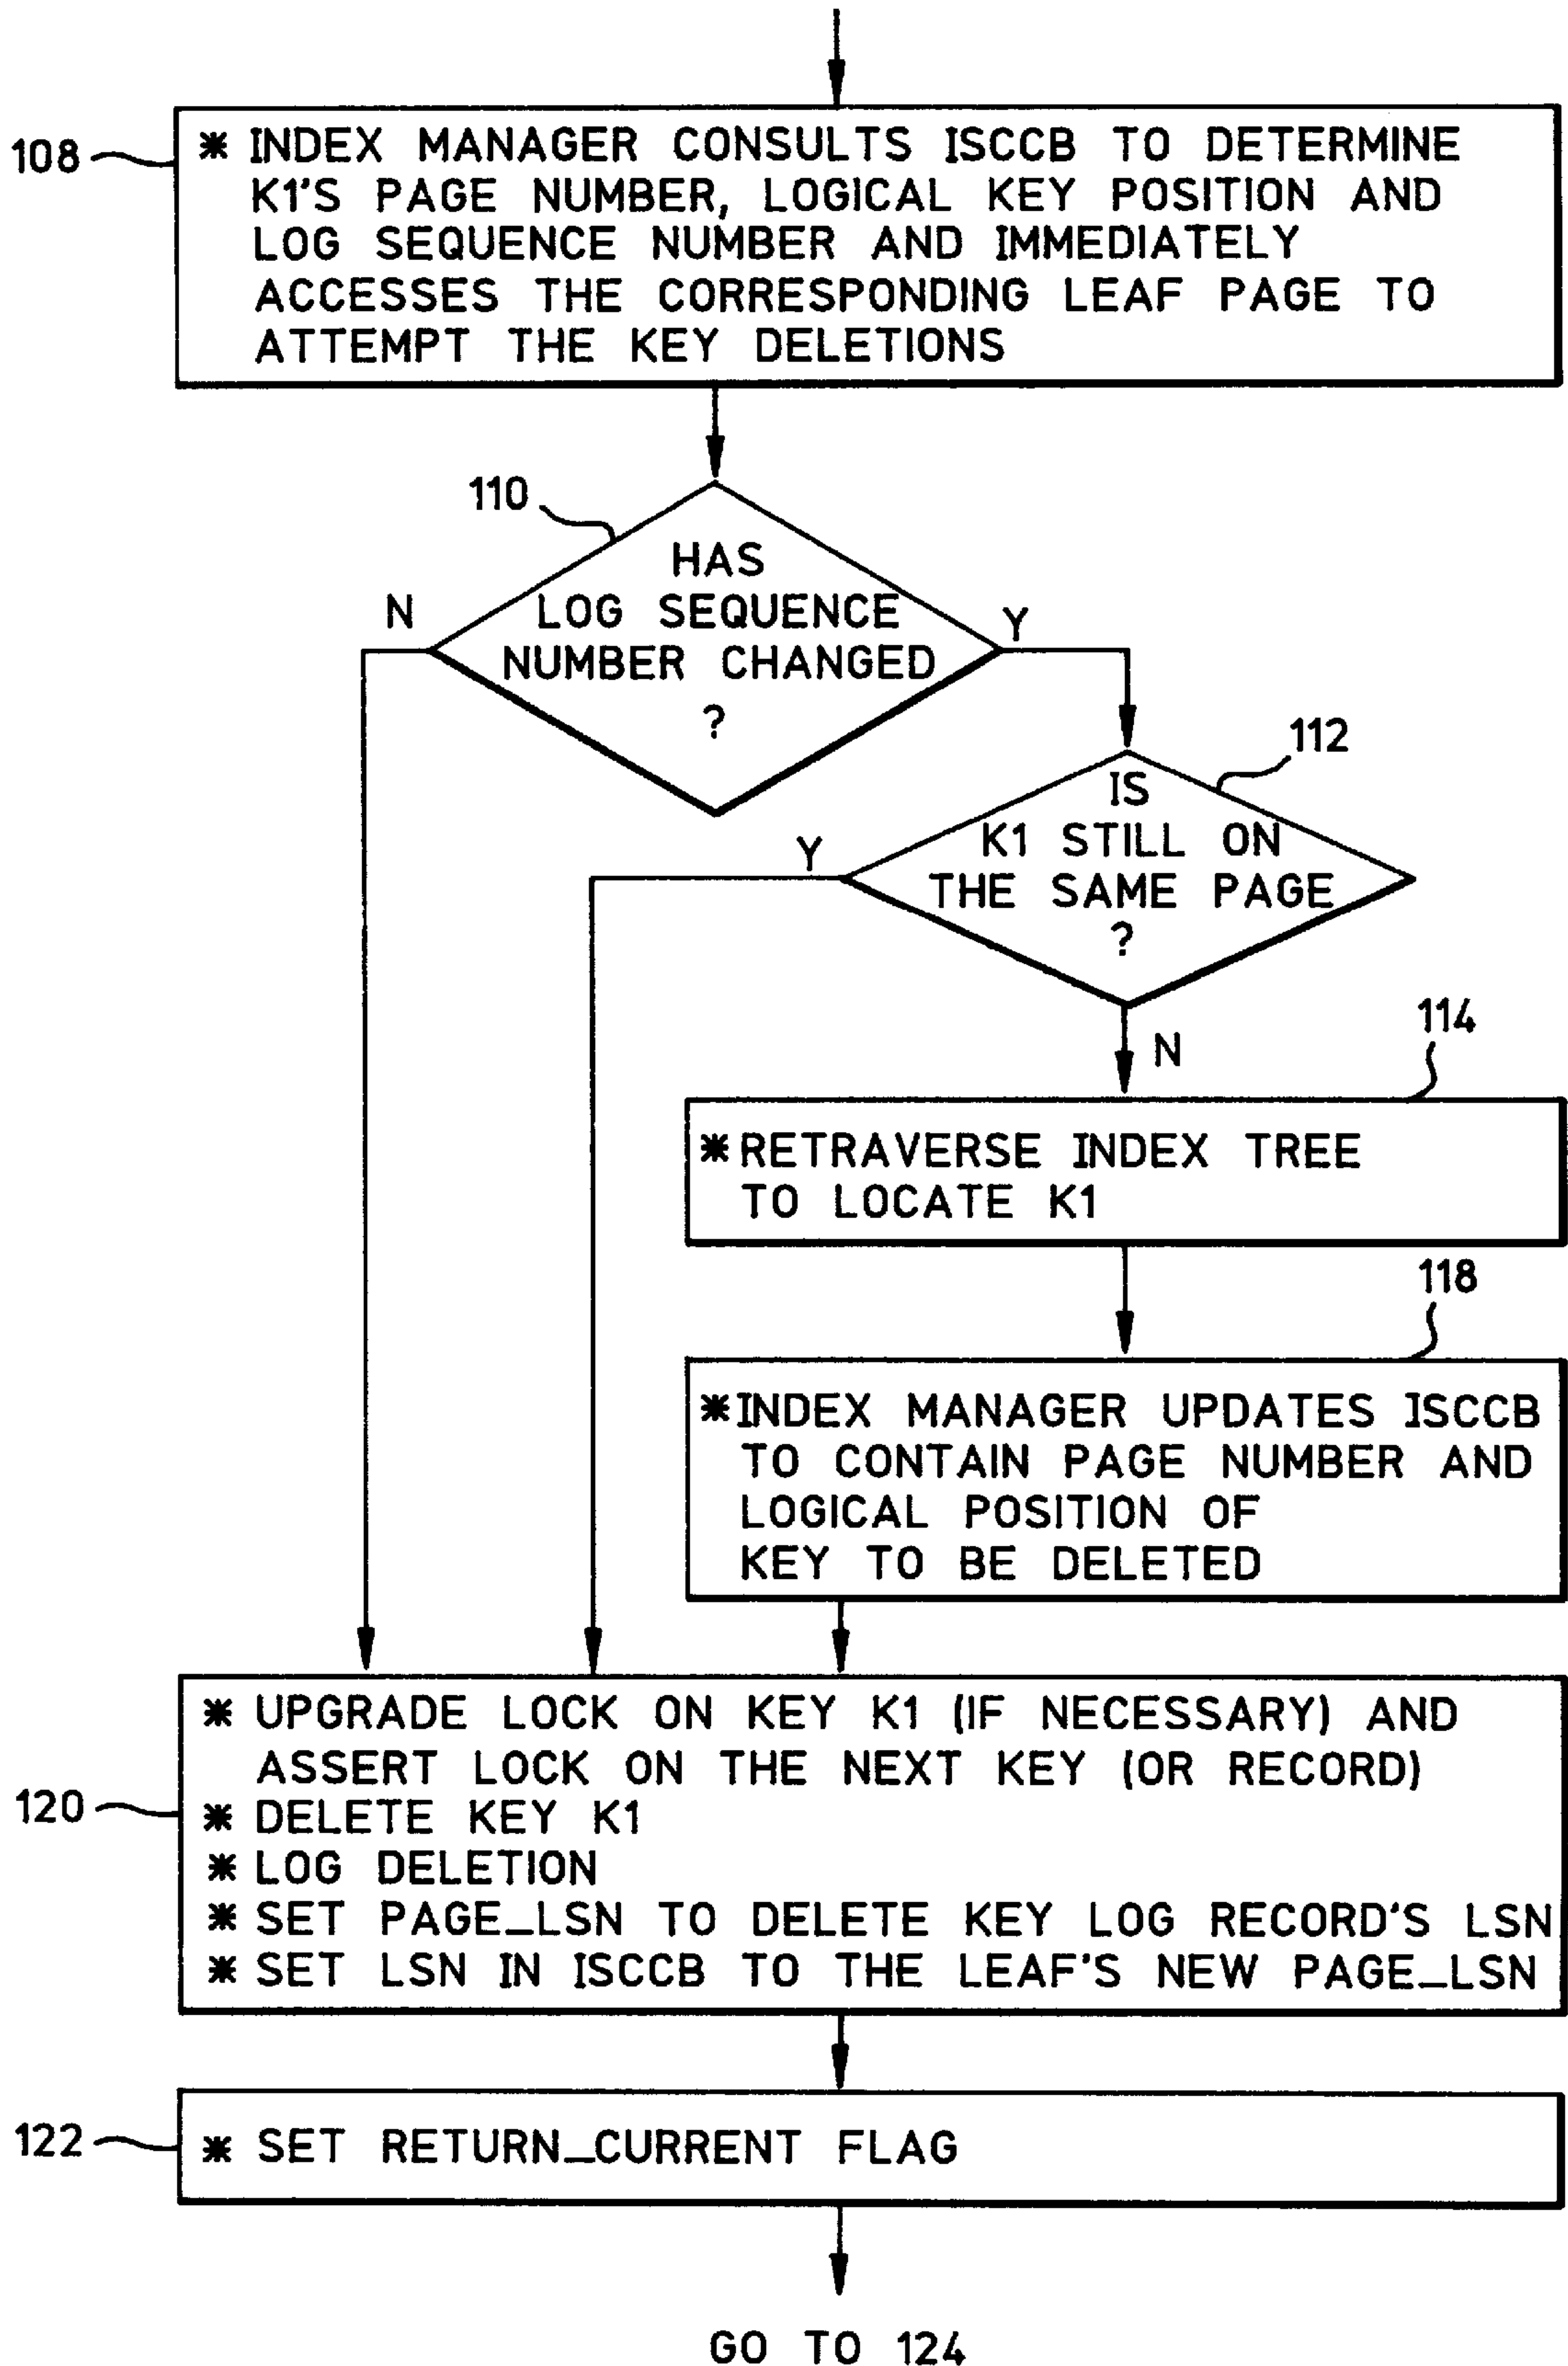 108
* INDEX MANAGER CONSULTS ISCCB TO DETERMINE
K1'S PAGE NUMBER, LOGICAL KEY POSITION AND
LOG SEQUENCE NUMBER AND IMMEDIATELY
ACCESSES THE CORRESPONDING LEAF PAGE TO
ATTEMPT THE KEY DELETIONS
110
HAS
LOG SEQUENCE
NUMBER CHANGED
?
N
Y
112
IS
K1 STILL ON
THE SAME PAGE
?
Y
N
114
* RETRAVERSE INDEX TREE
TO LOCATE K1
118
* INDEX MANAGER UPDATES ISCCB
TO CONTAIN PAGE NUMBER AND
LOGICAL POSITION OF
KEY TO BE DELETED
120
* UPGRADE LOCK ON KEY K1 (IF NECESSARY) AND
ASSERT LOCK ON THE NEXT KEY (OR RECORD)
* DELETE KEY K1
* LOG DELETION
* SET PAGE_LSN TO DELETE KEY LOG RECORD'S LSN
* SET LSN IN ISCCB TO THE LEAF'S NEW PAGE_LSN
122
* SET RETURN_CURRENT FLAG
GO TO 124